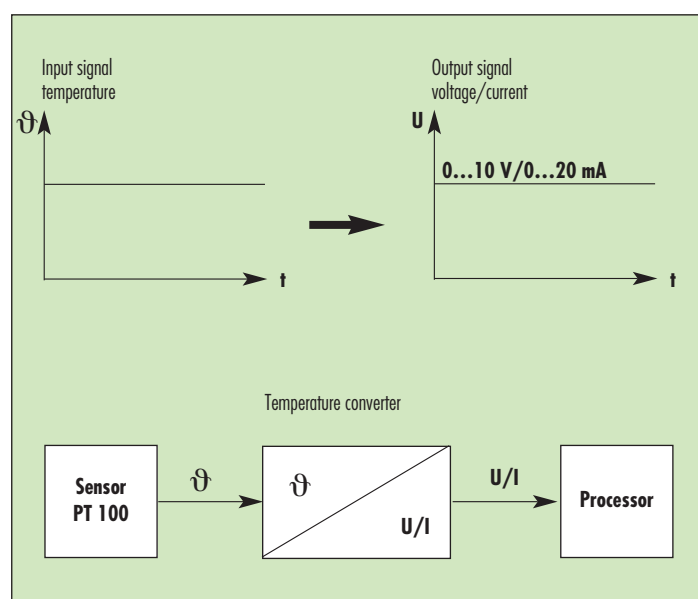 Input signal
temperature
ϑ
t
Output signal
voltage/current
U
0...10 V/0...20 mA
t
Temperature converter
Sensor
PT 100
ϑ
ϑ
U/I
U/I
Processor